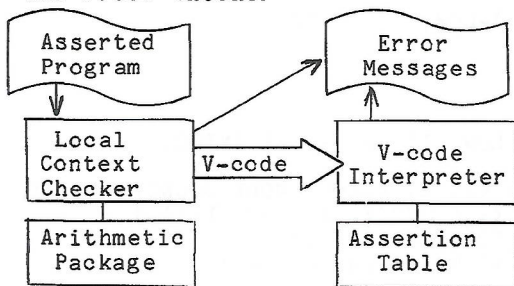 Asserted
Program
Error
Messages
Local
Context
Checker
V-code
V-code
Interpreter
Arithmetic
Package
Assertion
Table